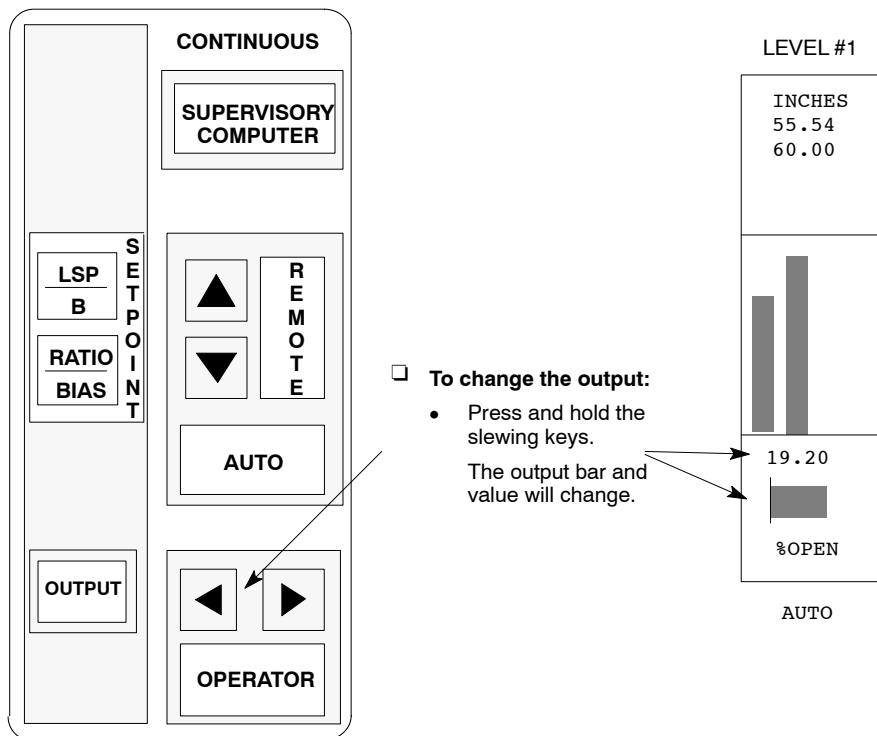 CONTINUOUS
SUPERVISORY
COMPUTER
LSP
B
RATIO
BIAS
SETPOINT
REMOTE
AUTO
OUTPUT
OPERATOR
To change the output:
• Press and hold the
slewing keys.
The output bar and
value will change.
LEVEL #1
INCHES
55.54
60.00
19.20
%OPEN
AUTO